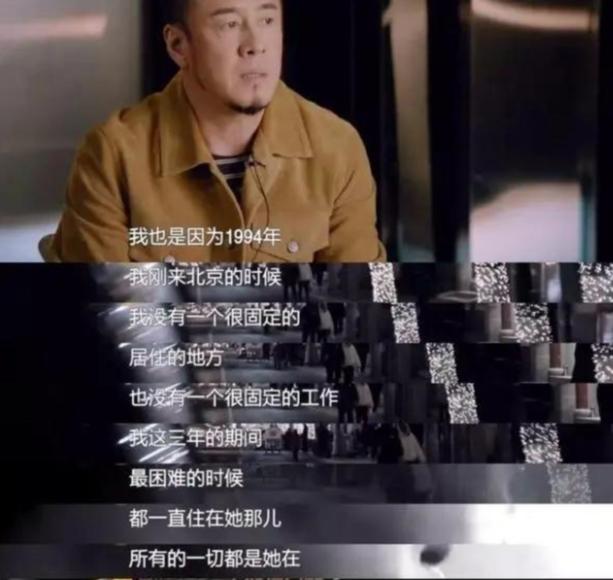 我也是因为1994年
我刚来北京的时候
我没有一个很固定的
居住的地方
也没有一个很固定的工作
我这三年的期间
最困难的时候
都一直住在她那儿
所有的一切都是她在